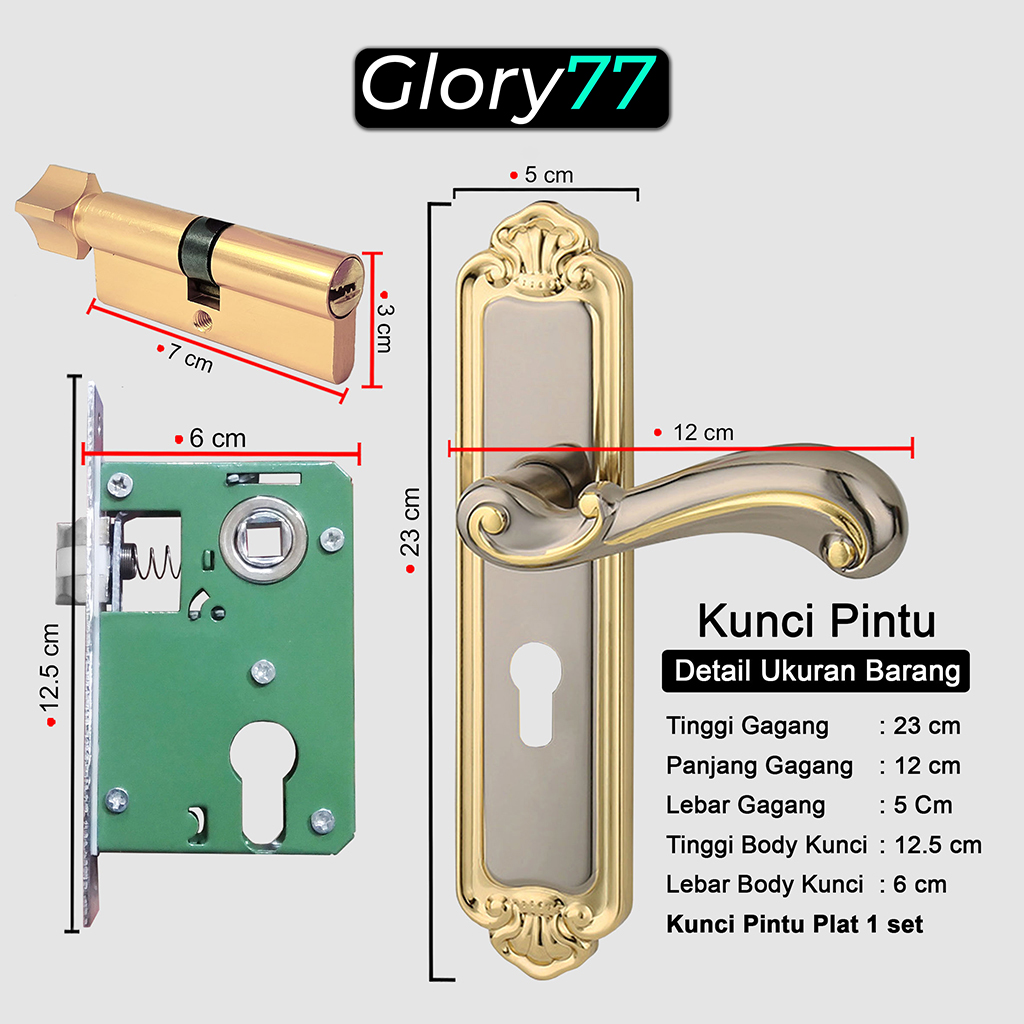 Glory77
5 cm
3 cm
7 cm
6 cm
12 cm
23 cm
12.5 cm
Kunci Pintu
Detail Ukuran Barang
Tinggi Gagang : 23 cm
Panjang Gagang : 12 cm
Lebar Gagang : 5 Cm
Tinggi Body Kunci : 12.5 cm
Lebar Body Kunci : 6 cm
Kunci Pintu Plat 1 set